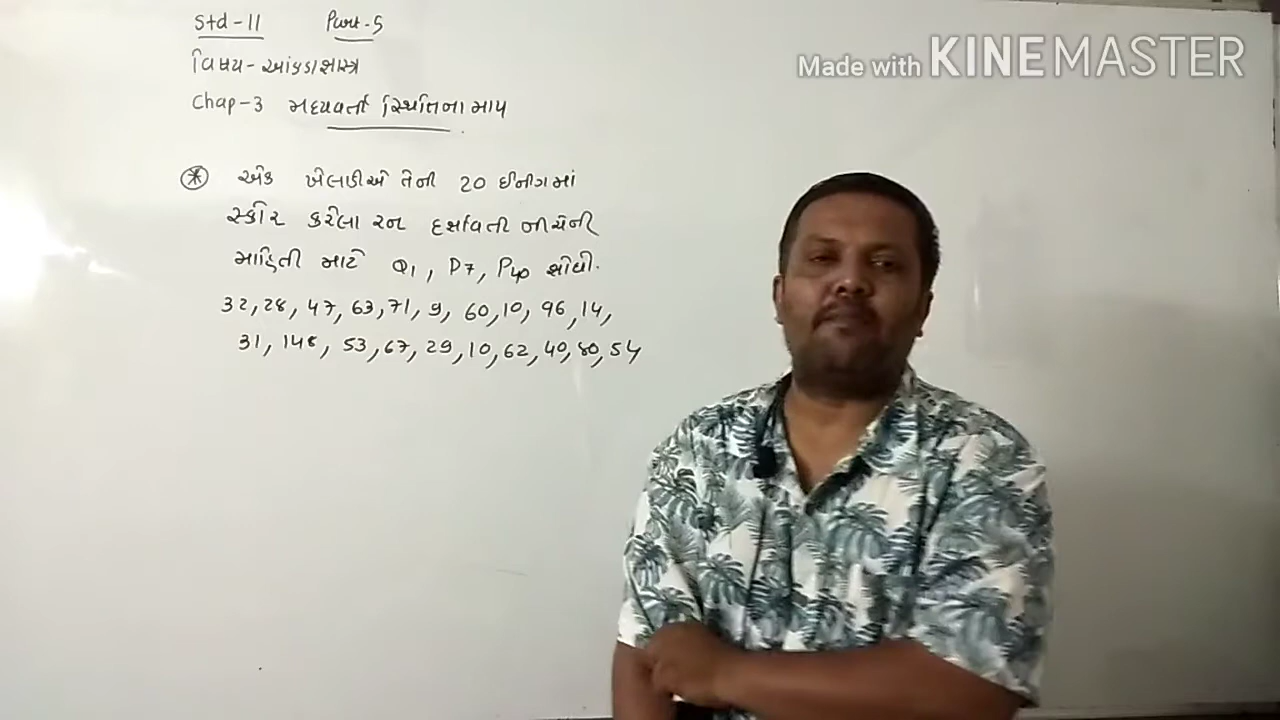 Std-11 Part-5
વિષય - આંકડાશાસ્ત્ર
Chap-3 મધ્યવર્તી સ્થિતિના માપ
Made with KINEMASTER
* એક ખેલાડીએ તેની 20 ઈનીંગમાં
સ્કોર કરેલા રન દર્શાવતી નીચેની
માહિતી માટે Q1, D7, P40 શોધો.
32, 28, 47, 63, 71, 9, 60, 10, 96, 14,
31, 148, 53, 67, 29, 10, 62, 40, 80, 54